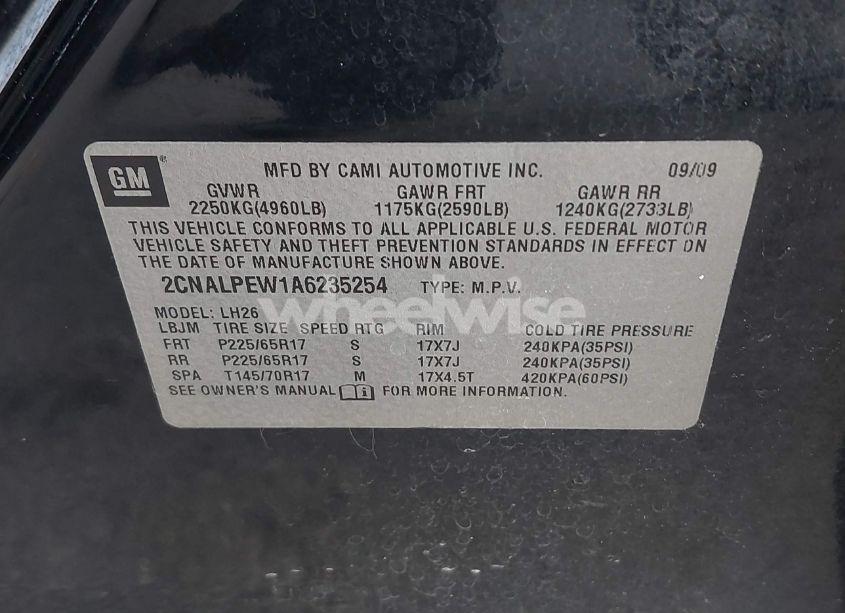 GM
MFD BY CAMI AUTOMOTIVE INC. 09/09
GVWR GAWR FRT GAWR RR
2250KG(4960LB) 1175KG(2590LB) 1240KG(2733LB)
THIS VEHICLE CONFORMS TO ALL APPLICABLE U.S. FEDERAL MOTOR
VEHICLE SAFETY AND THEFT PREVENTION STANDARDS IN EFFECT ON
THE DATE OF MANUFACTURE SHOWN ABOVE.
2CNALPEW1A6235254 TYPE: M.P.V.
wheelwise
MODEL: LH26
LBJM TIRE SIZE SPEED RTG RIM COLD TIRE PRESSURE
FRT P225/65R17 S 17X7J 240KPA(35PSI)
RR P225/65R17 S 17X7J 240KPA(35PSI)
SPA T145/70R17 M 17X4.5T 420KPA(60PSI)
SEE OWNER'S MANUAL FOR MORE INFORMATION.